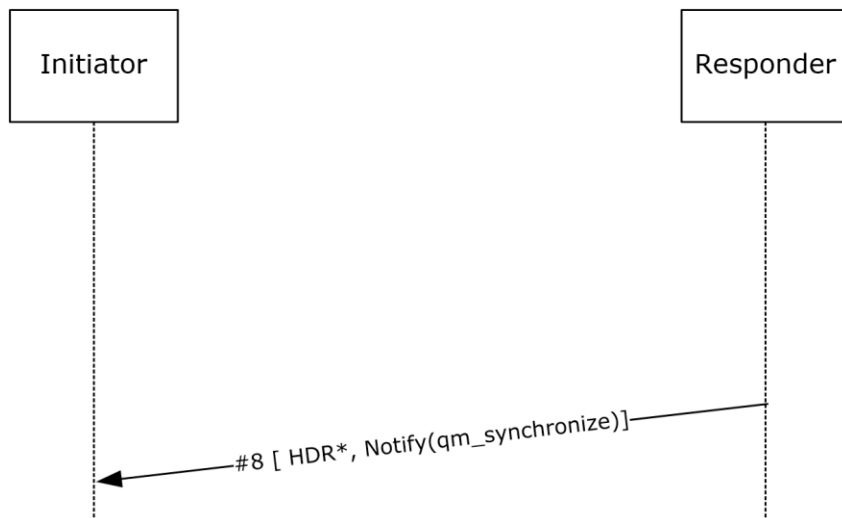 Initiator
Responder
#8 [ HDR*, Notify(qm_synchronize)]